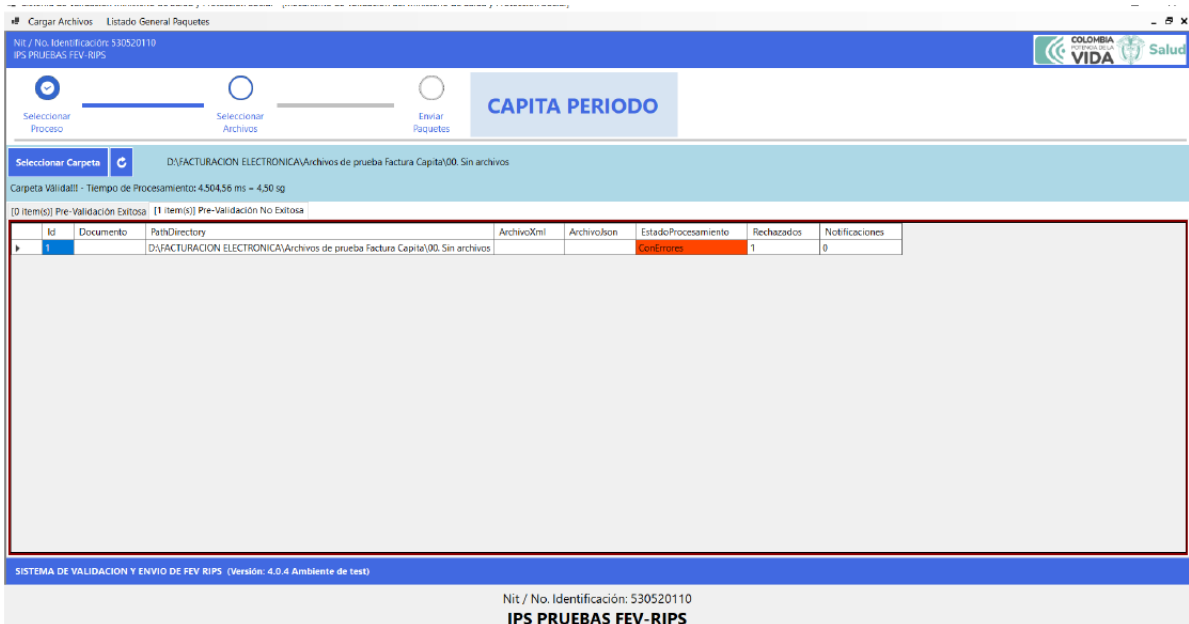 Cargar Archivos Listado General Paquetes
Nit / No. Identificación: 530520110
IPS PRUEBAS FEV-RIPS
COLOMBIA
POTENCIA DE LA
VIDA
Salud
Seleccionar Proceso
Seleccionar Archivos
Enviar Paquetes
CAPITA PERIODO
Seleccionar Carpeta D:\FACTURACION ELECTRONICA\Archivos de prueba Factura Capita\00. Sin archivos
Carpeta Válida!!! - Tiempo de Procesamiento: 4.504,56 ms = 4,50 sg
[0 item(s)] Pre-Validación Exitosa [1 item(s)] Pre-Validación No Exitosa
Id Documento PathDirectory ArchivoXml ArchivoJson EstadoProcesamiento Rechazados Notificaciones
1 D:\FACTURACION ELECTRONICA\Archivos de prueba Factura Capita\00. Sin archivos ConErrores 1 0
SISTEMA DE VALIDACION Y ENVIO DE FEV RIPS (Versión: 4.0.4 Ambiente de test)
Nit / No. Identificación: 530520110
IPS PRUEBAS FEV-RIPS